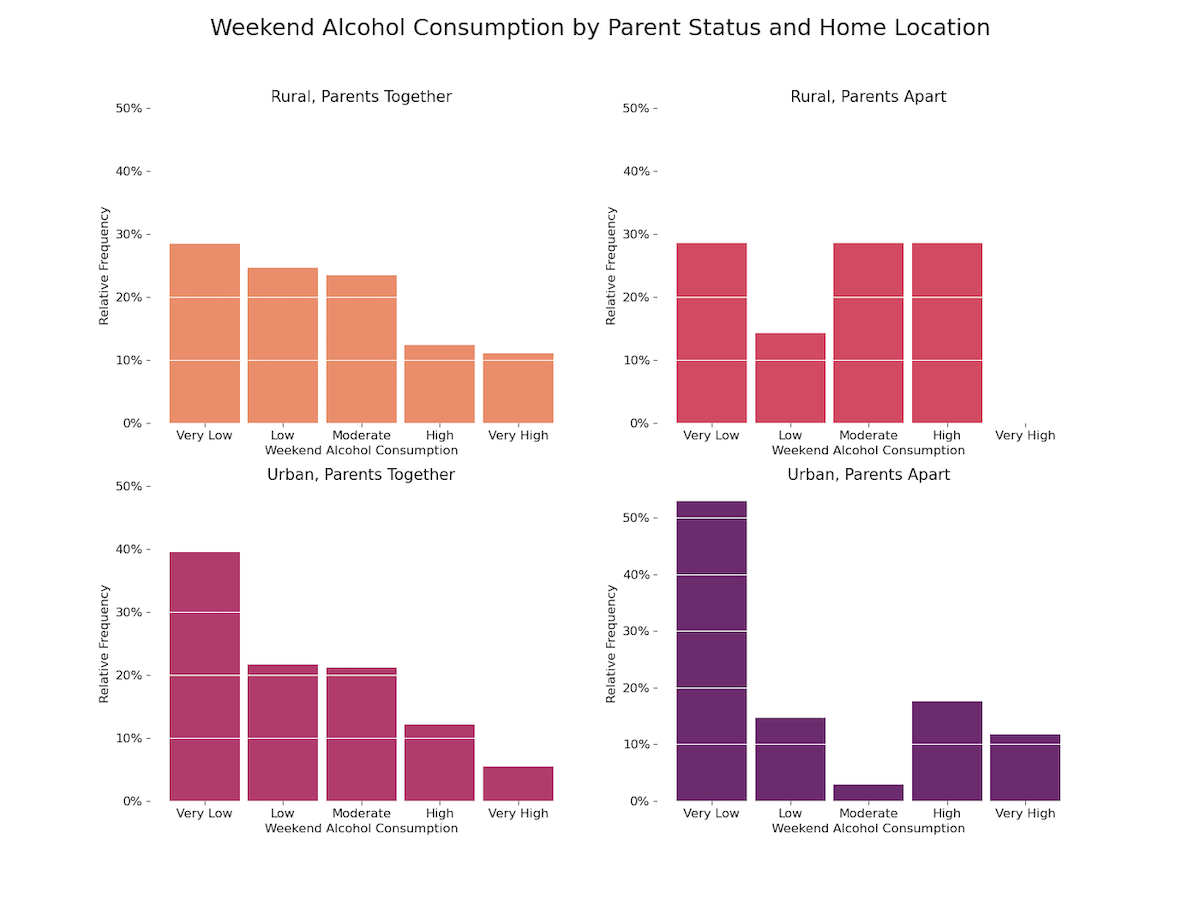 Weekend Alcohol Consumption by Parent Status and Home Location
Rural, Parents Together
50%
40%
30%
20%
10%
0%
Relative Frequency
Very Low Low Moderate High Very High
Weekend Alcohol Consumption
Rural, Parents Apart
50%
40%
30%
20%
10%
0%
Relative Frequency
Very Low Low Moderate High Very High
Weekend Alcohol Consumption
Urban, Parents Together
50%
40%
30%
20%
10%
0%
Relative Frequency
Very Low Low Moderate High Very High
Weekend Alcohol Consumption
Urban, Parents Apart
50%
40%
30%
20%
10%
0%
Relative Frequency
Very Low Low Moderate High Very High
Weekend Alcohol Consumption